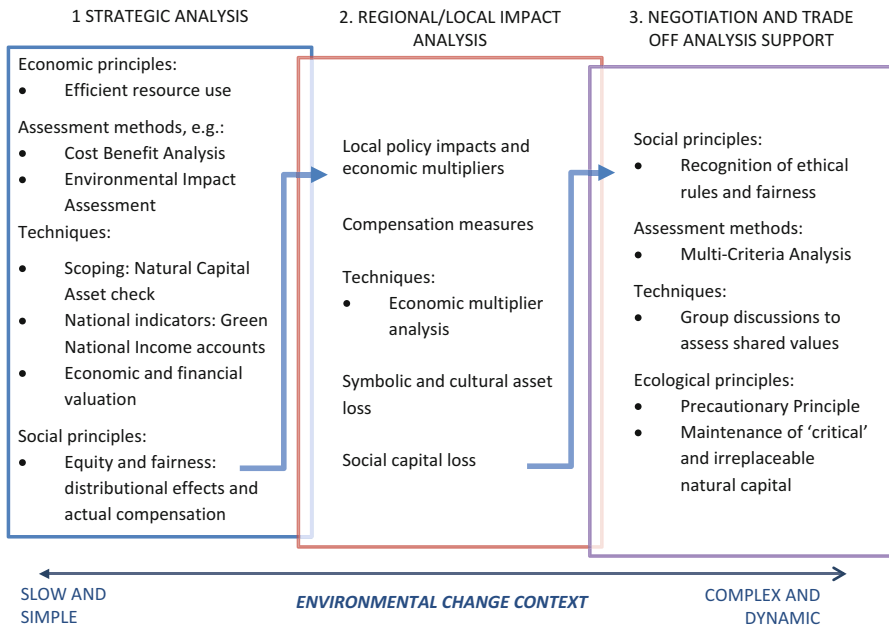 1 STRATEGIC ANALYSIS
Economic principles:
• Efficient resource use
Assessment methods, e.g.:
• Cost Benefit Analysis
• Environmental Impact
Assessment
Techniques:
• Scoping: Natural Capital
Asset check
• National indicators: Green
National Income accounts
• Economic and financial
valuation
Social principles:
• Equity and fairness:
distributional effects and
actual compensation
2. REGIONAL/LOCAL IMPACT
ANALYSIS
Local policy impacts and
economic multipliers
Compensation measures
Techniques:
• Economic multiplier
analysis
Symbolic and cultural asset
loss
Social capital loss
3. NEGOTIATION AND TRADE
OFF ANALYSIS SUPPORT
Social principles:
• Recognition of ethical
rules and fairness
Assessment methods:
• Multi-Criteria Analysis
Techniques:
• Group discussions to
assess shared values
Ecological principles:
• Precautionary Principle
• Maintenance of ‘critical’
and irreplaceable
natural capital
SLOW AND
SIMPLE
ENVIRONMENTAL CHANGE CONTEXT
COMPLEX AND
DYNAMIC